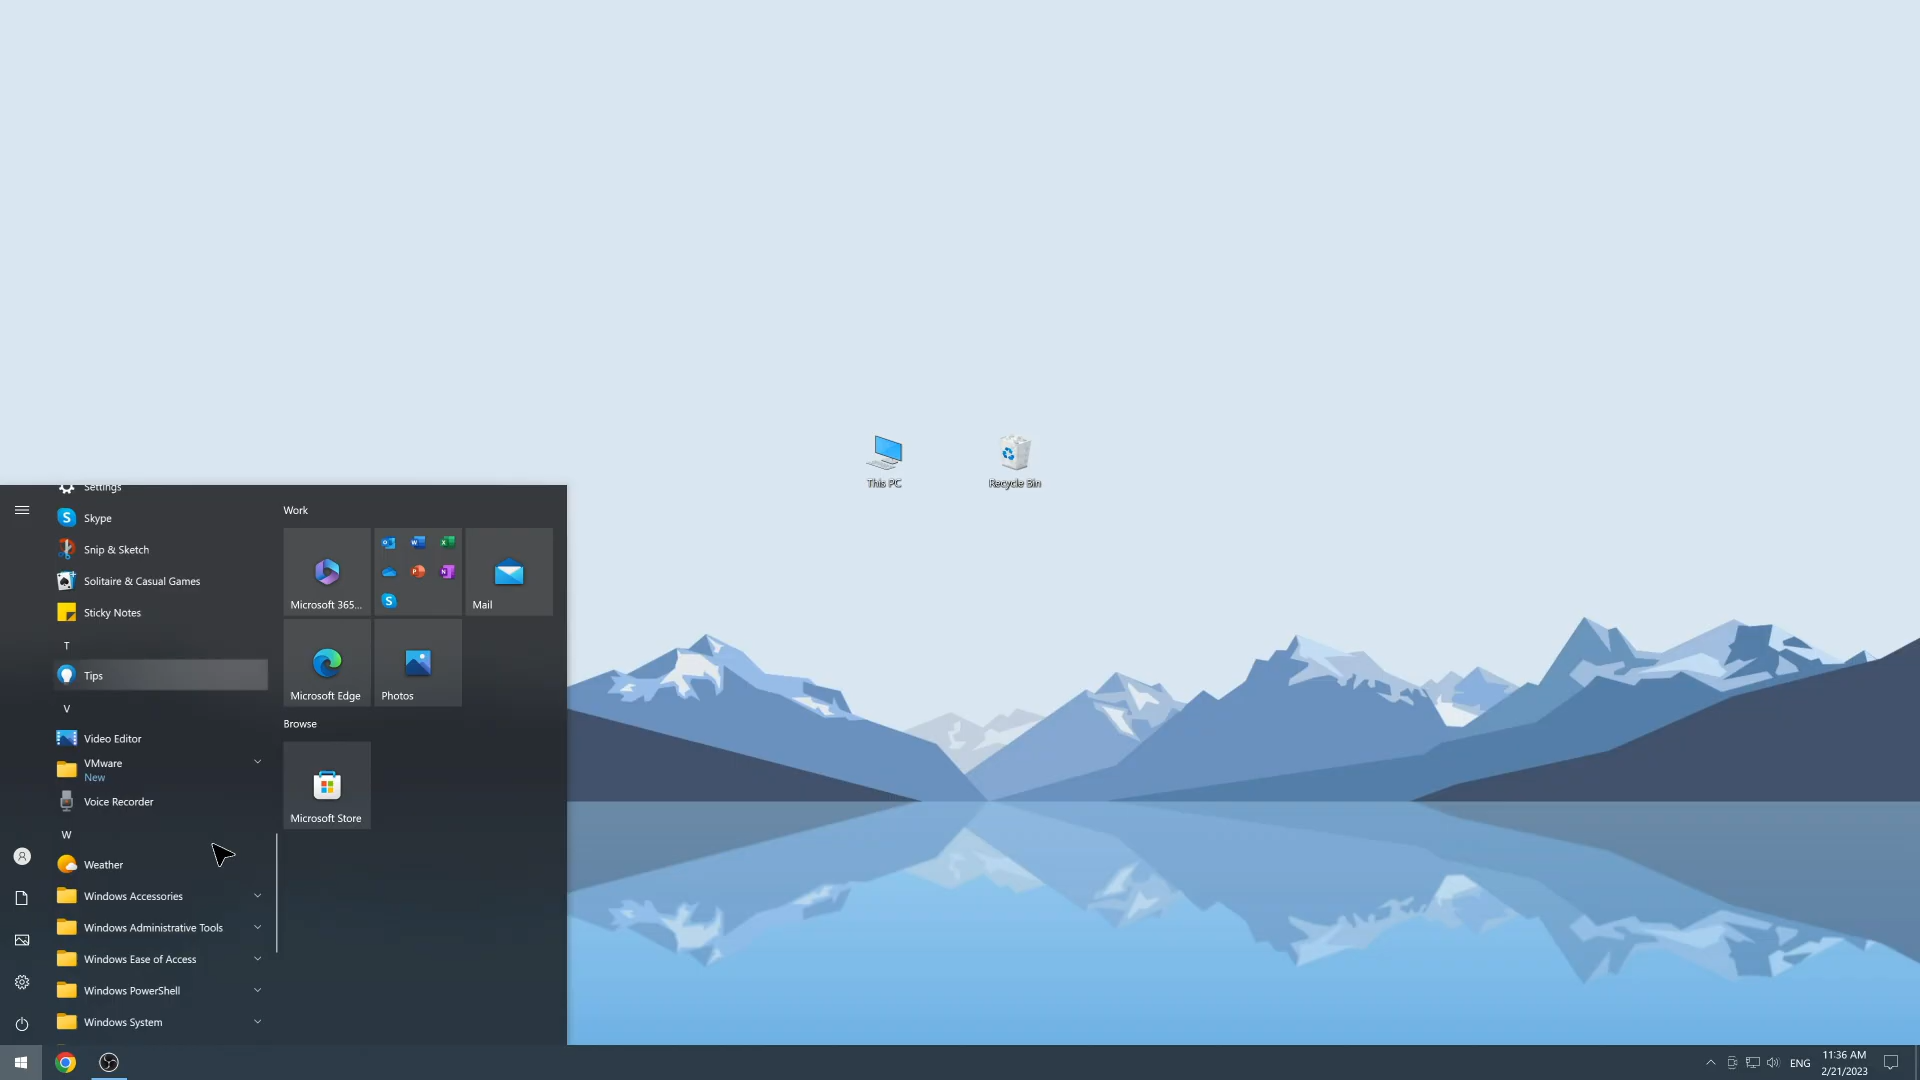 This PC
Recycle Bin
Settings
Skype
Snip & Sketch
Solitaire & Casual Games
Sticky Notes
T
Tips
V
Video Editor
VMware
New
Voice Recorder
W
Weather
Windows Accessories
Windows Administrative Tools
Windows Ease of Access
Windows PowerShell
Windows System
Work
Microsoft 365...
Mail
Microsoft Edge
Photos
Browse
Microsoft Store
ENG
11:36 AM
2/21/2023